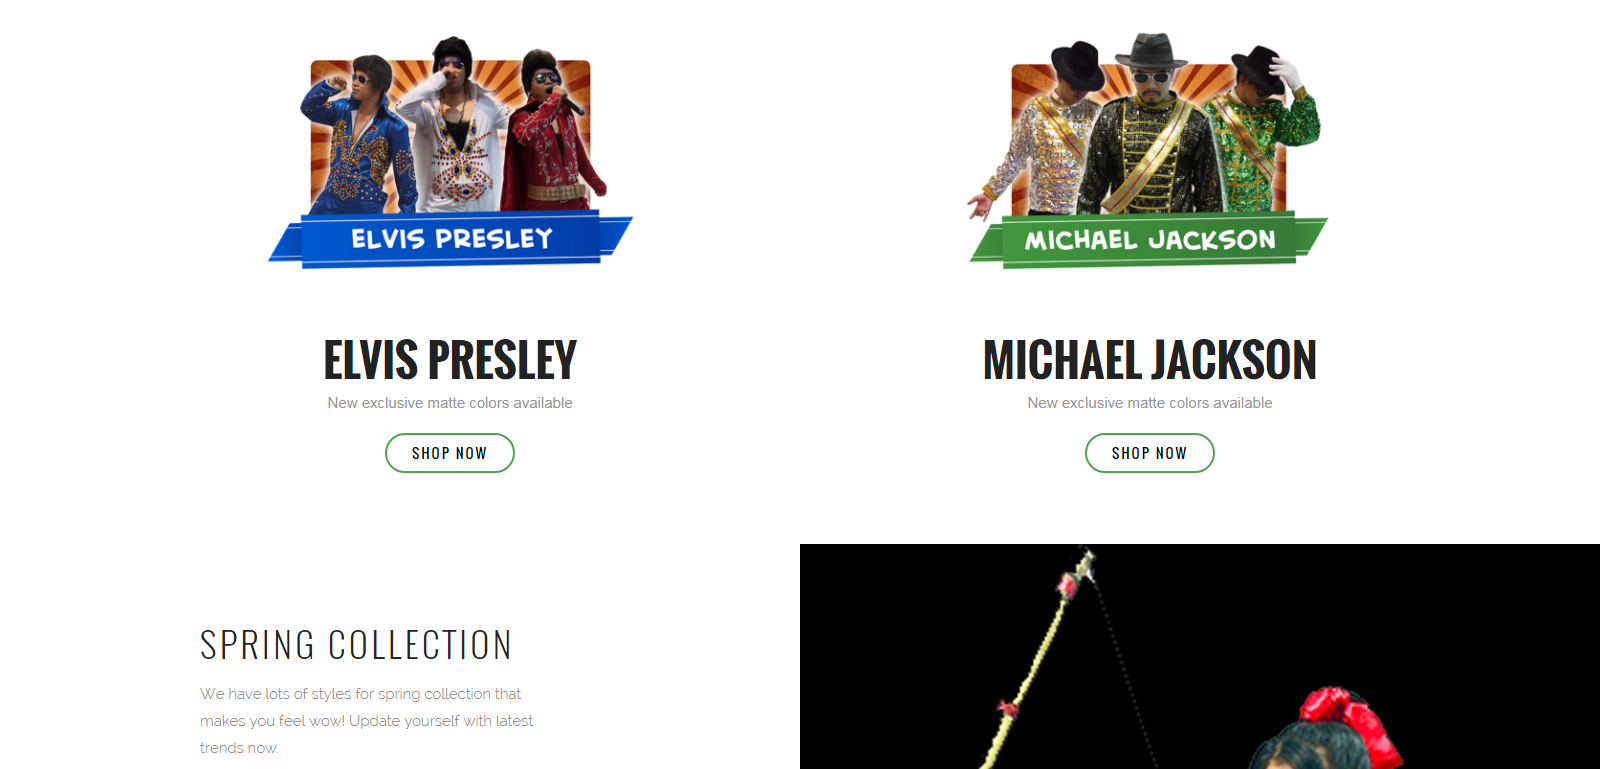 ELVIS PRESLEY
MICHAEL JACKSON
ELVIS PRESLEY
New exclusive matte colors available
SHOP NOW
MICHAEL JACKSON
New exclusive matte colors available
SHOP NOW
SPRING COLLECTION
We have lots of styles for spring collection that
makes you feel wow! Update yourself with latest
trends now.